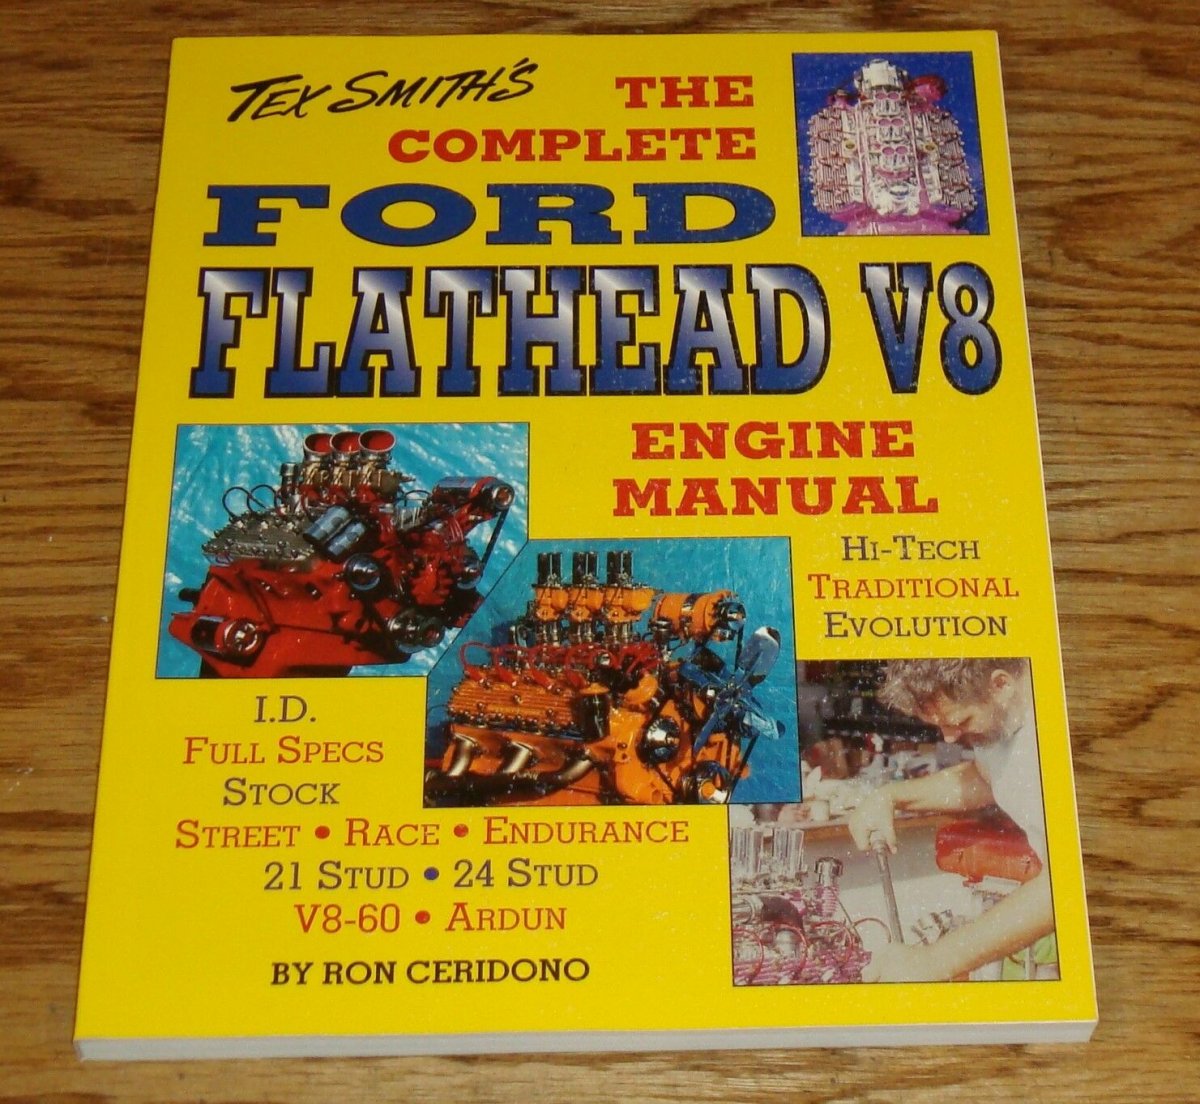 TEX SMITH'S
THE
COMPLETE
FORD
FLATHEAD V8
ENGINE
MANUAL
HI-TECH
TRADITIONAL
EVOLUTION
I.D.
FULL SPECS
STOCK
STREET • RACE • ENDURANCE
21 STUD • 24 STUD
V8-60 • ARDUN
BY RON CERIDONO